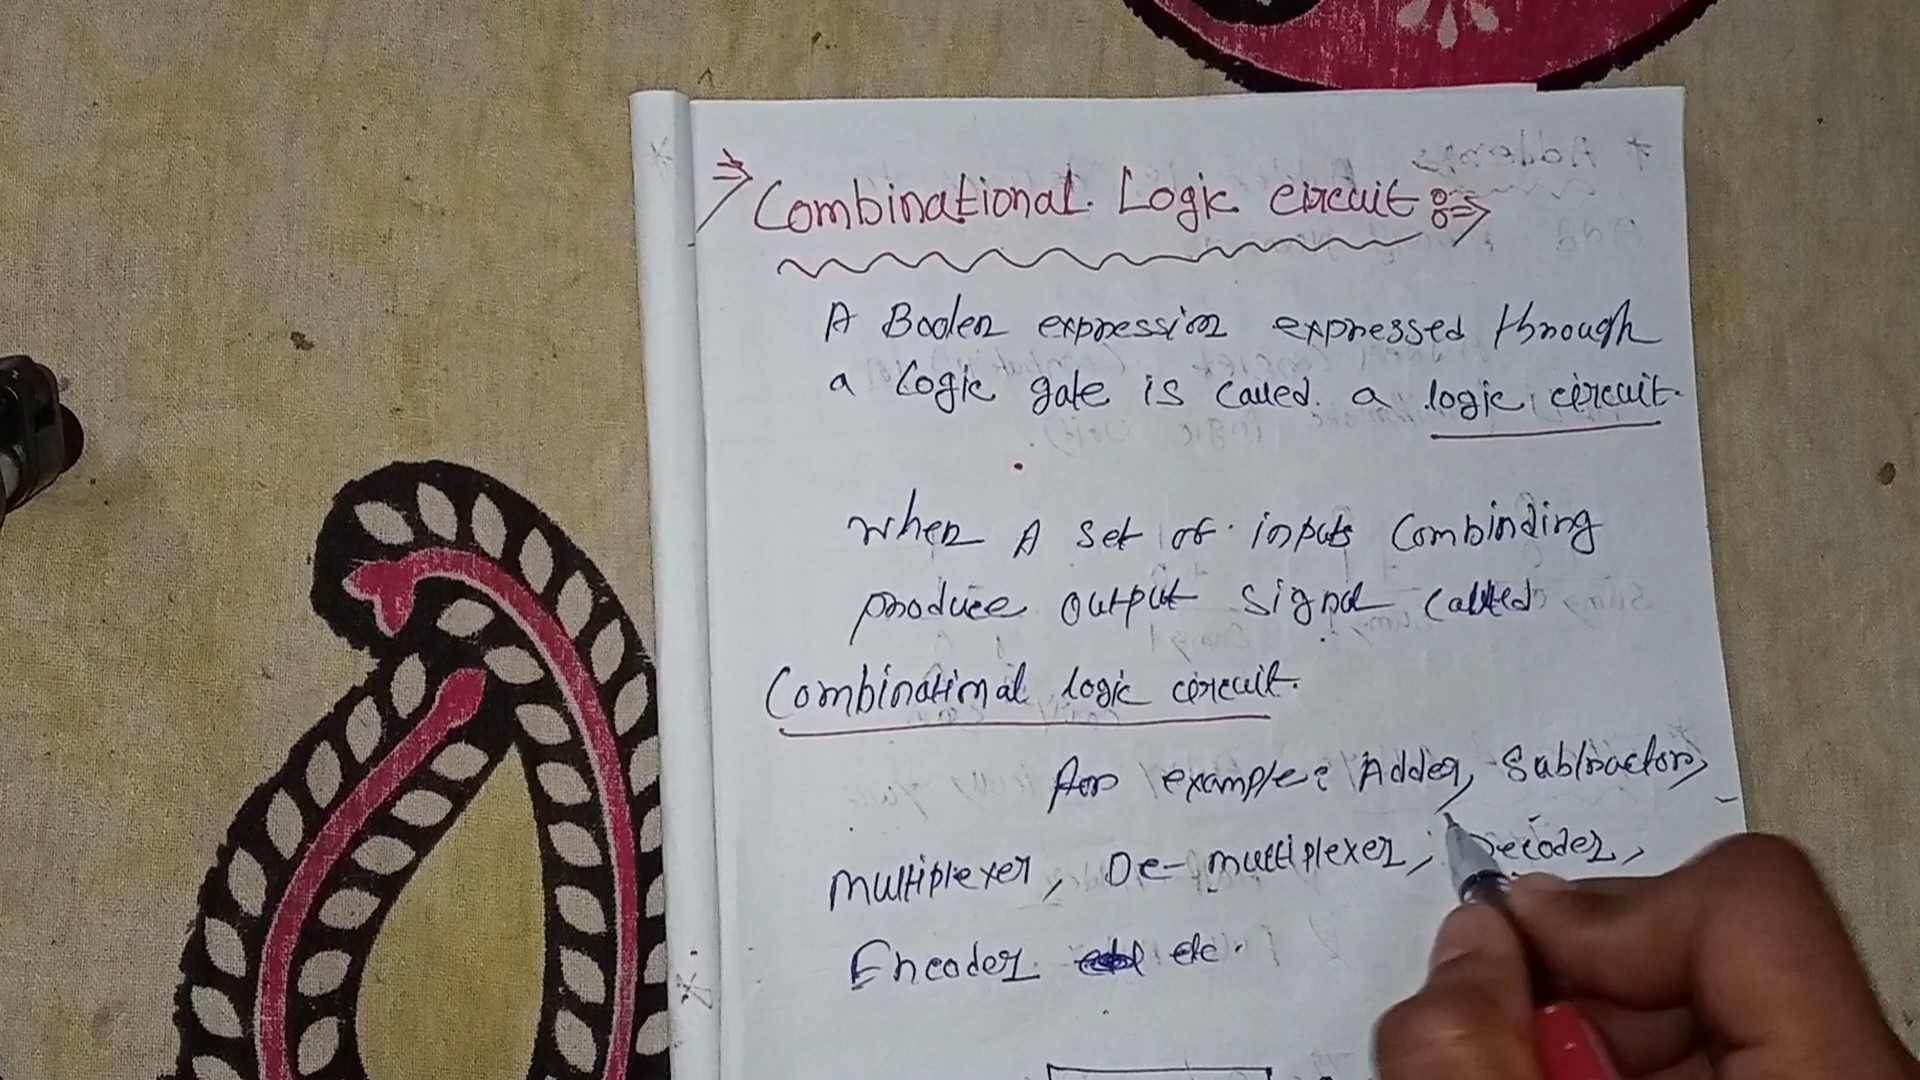 ⇒ Combinational Logic circuit :⇒
A Boolen expression expressed through
a Logic gate is called a logic circuit.
when A set of inputs Combinding
produce output signal called
Combinational logic circuit.
for example: Adder, Subtractor,
multiplexer, De-multiplexer, Decoder,
Encoder etc.